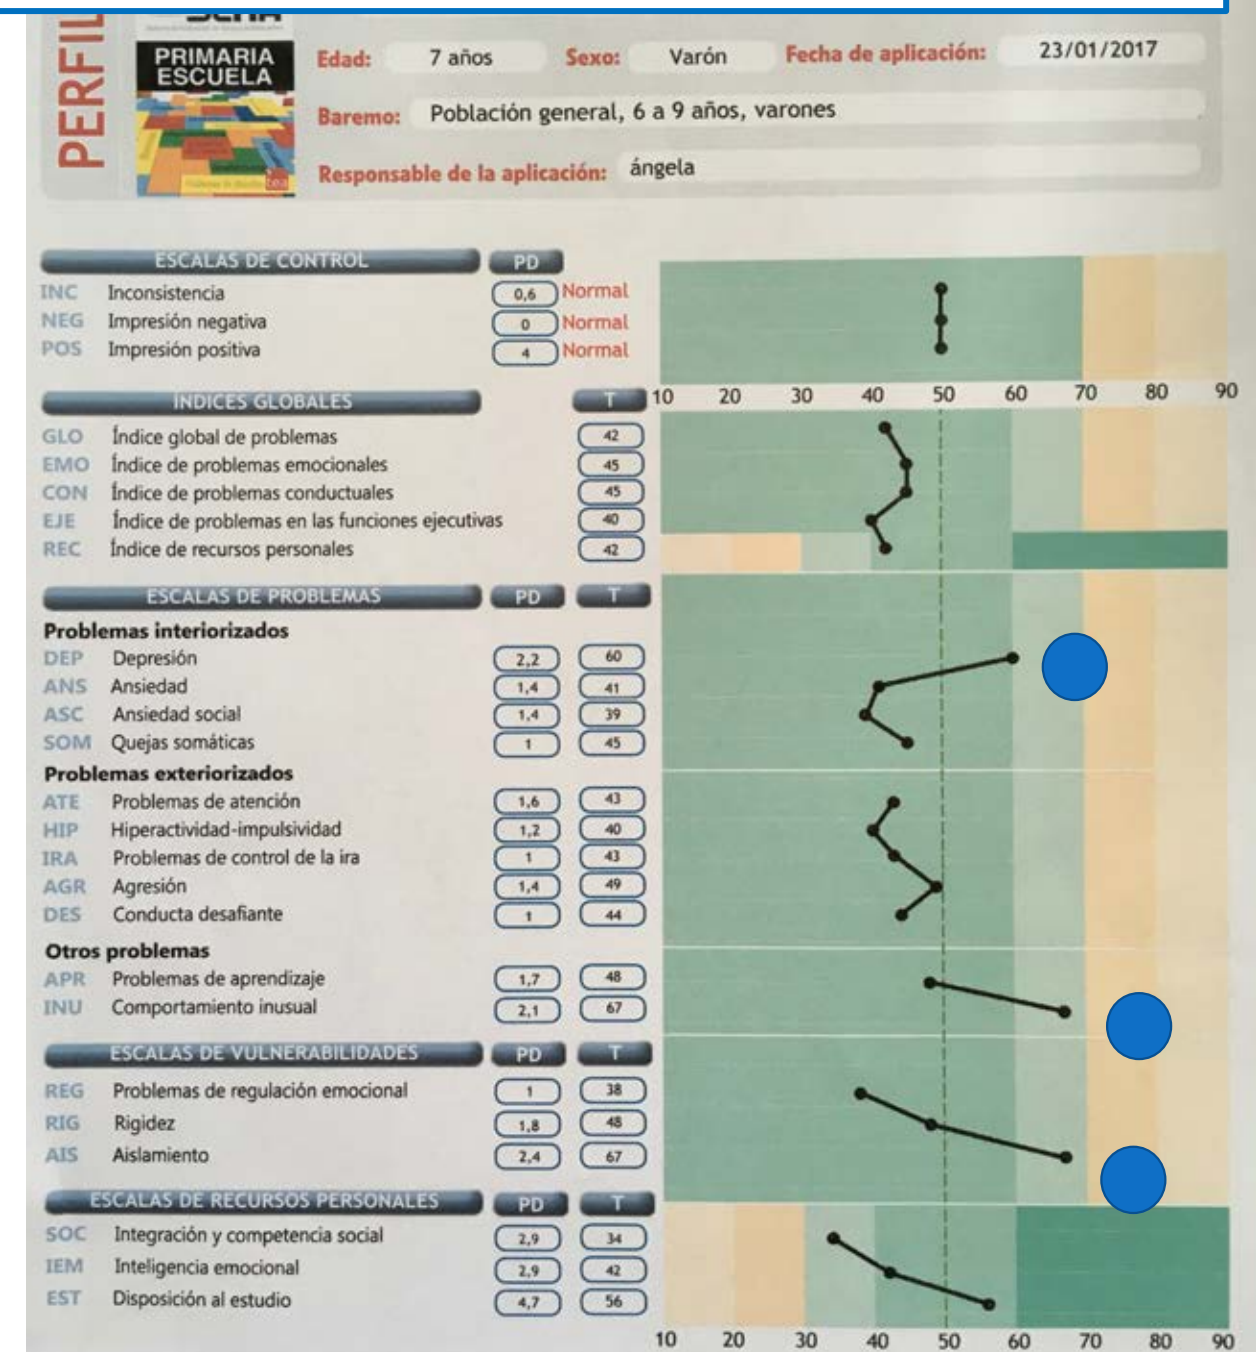 PERFIL
PRIMARIA
ESCUELA
Edad: 7 años Sexo: Varón Fecha de aplicación: 23/01/2017
Baremo: Población general, 6 a 9 años, varones
Responsable de la aplicación: ángela
ESCALAS DE CONTROL PD
INC Inconsistencia 0,6 Normal
NEG Impresión negativa 0 Normal
POS Impresión positiva 4 Normal
ÍNDICES GLOBALES T 10 20 30 40 50 60 70 80 90
GLO Índice global de problemas 42
EMO Índice de problemas emocionales 45
CON Índice de problemas conductuales 45
EJE Índice de problemas en las funciones ejecutivas 40
REC Índice de recursos personales 42
ESCALAS DE PROBLEMAS PD T
Problemas interiorizados
DEP Depresión 2,2 60
ANS Ansiedad 1,4 41
ASC Ansiedad social 1,4 39
SOM Quejas somáticas 1 45
Problemas exteriorizados
ATE Problemas de atención 1,6 43
HIP Hiperactividad-impulsividad 1,2 40
IRA Problemas de control de la ira 1 43
AGR Agresión 1,4 49
DES Conducta desafiante 1 44
Otros problemas
APR Problemas de aprendizaje 1,7 48
INU Comportamiento inusual 2,1 67
ESCALAS DE VULNERABILIDADES PD T
REG Problemas de regulación emocional 1 38
RIG Rigidez 1,8 48
AIS Aislamiento 2,4 67
ESCALAS DE RECURSOS PERSONALES PD T
SOC Integración y competencia social 2,9 34
IEM Inteligencia emocional 2,9 42
EST Disposición al estudio 4,7 56
10 20 30 40 50 60 70 80 90